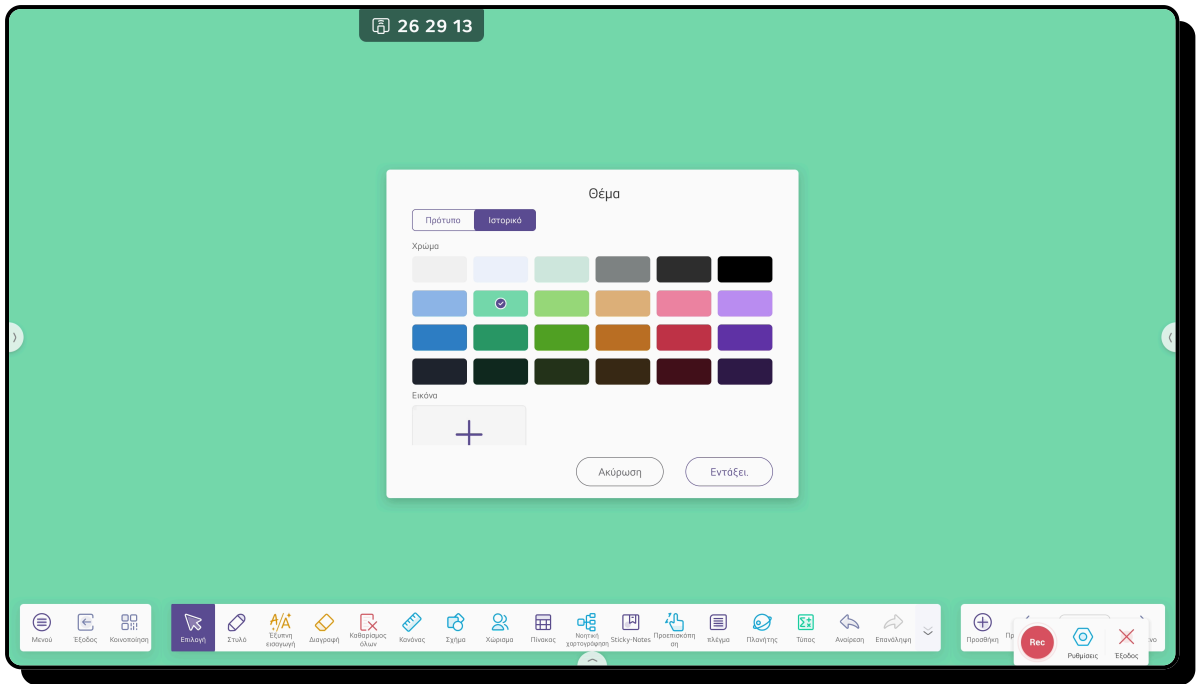 26 29 13
Θέμα
Πρότυπο Ιστορικό
Χρώμα
Εικόνα
Ακύρωση Εντάξει.
Μενού Έξοδος Κοινοποίηση
Επιλογή Στυλό Έξυπνη εισαγωγή Διαγραφή Καθαρισμός όλων Κανόνας Σχήμα Χώρισμα Πίνακας Νοητική χαρτογράφηση Sticky-Notes Προεπισκόπηση πλέγμα Πλανήτης Τύπος Αναίρεση Επανάληψη
Προσθήκη
Rec Ρυθμίσεις Έξοδος